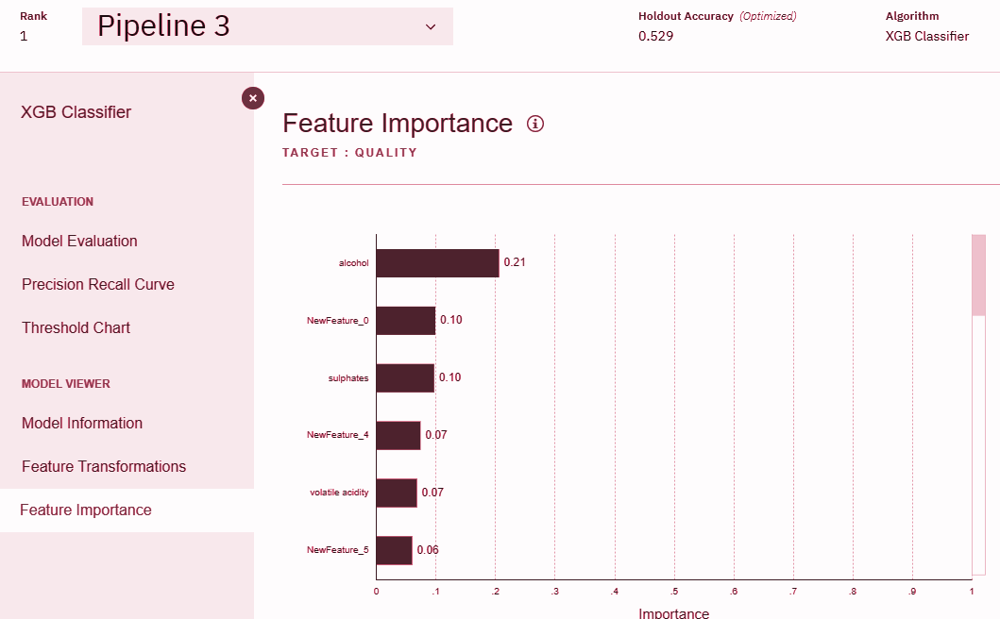 Rank
1
Pipeline 3
Holdout Accuracy (Optimized)
0.529
Algorithm
XGB Classifier
XGB Classifier
EVALUATION
Model Evaluation
Precision Recall Curve
Threshold Chart
MODEL VIEWER
Model Information
Feature Transformations
Feature Importance
Feature Importance
TARGET : QUALITY
alcohol 0.21
NewFeature_0 0.10
sulphates 0.10
NewFeature_4 0.07
volatile acidity 0.07
NewFeature_5 0.06
0 .1 .2 .3 .4 .5 .6 .7 .8 .9 1
Importance